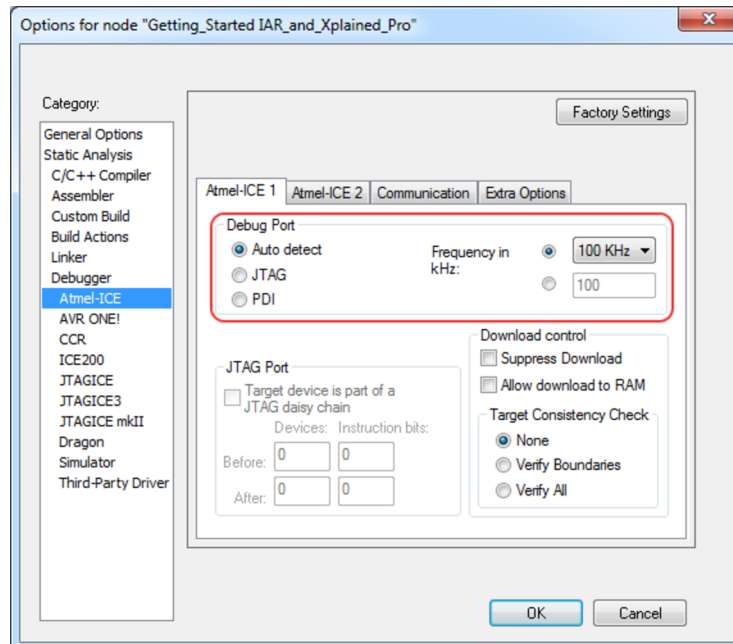 Options for node "Getting_Started IAR_and_Xplained_Pro"
Category:
General Options
Static Analysis
C/C++ Compiler
Assembler
Custom Build
Build Actions
Linker
Debugger
Atmel-ICE
AVR ONE!
CCR
ICE200
JTAGICE
JTAGICE3
JTAGICE mkII
Dragon
Simulator
Third-Party Driver
Factory Settings
Atmel-ICE 1
Atmel-ICE 2
Communication
Extra Options
Debug Port
Auto detect
JTAG
PDI
Frequency in
kHz:
100 KHz
100
JTAG Port
Target device is part of a
JTAG daisy chain
Devices: Instruction bits:
Before: 0 0
After: 0 0
Download control
Suppress Download
Allow download to RAM
Target Consistency Check
None
Verify Boundaries
Verify All
OK
Cancel